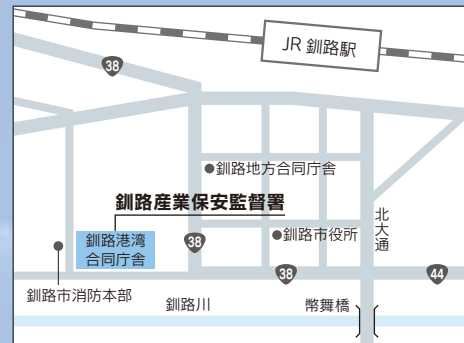 JR 釧路駅
38
●釧路地方合同庁舎
釧路産業保安監督署
釧路港湾
合同庁舎
38
●釧路市役所
北大通
38
44
釧路市消防本部
釧路川
幣舞橋